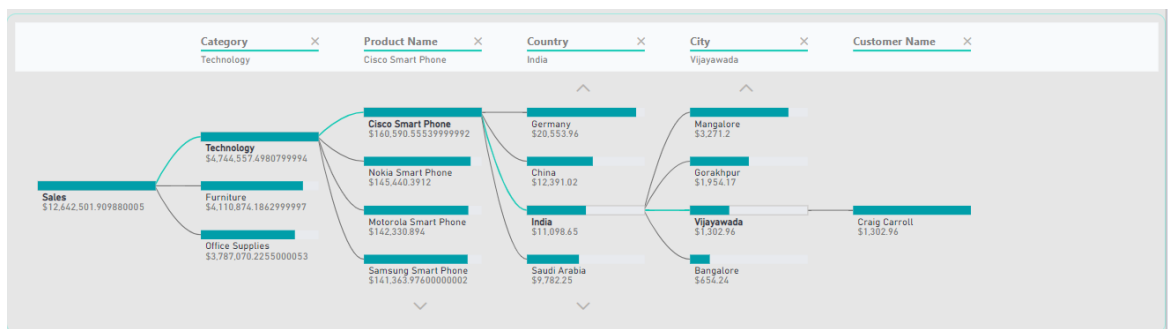 Category ×
Product Name ×
Country ×
City ×
Customer Name ×
Technology
Cisco Smart Phone
India
Vijayawada
Sales
$12,642,501.909880005
Technology
$4,744,557.4980799994
Furniture
$4,110,874.1862999997
Office Supplies
$3,787,070.2255000053
Cisco Smart Phone
$160,590.55539999992
Nokia Smart Phone
$145,440.3912
Motorola Smart Phone
$142,330.894
Samsung Smart Phone
$141,363.97600000002
Germany
$20,553.96
China
$12,391.02
India
$11,098.65
Saudi Arabia
$9,782.25
Mangalore
$3,271.2
Gorakhpur
$1,954.17
Vijayawada
$1,302.96
Bangalore
$654.24
Craig Carroll
$1,302.96